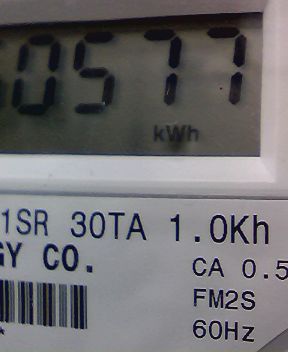 0577
kWh
1SR 30TA 1.0Kh
GY CO.
CA 0.5
FM2S
60Hz